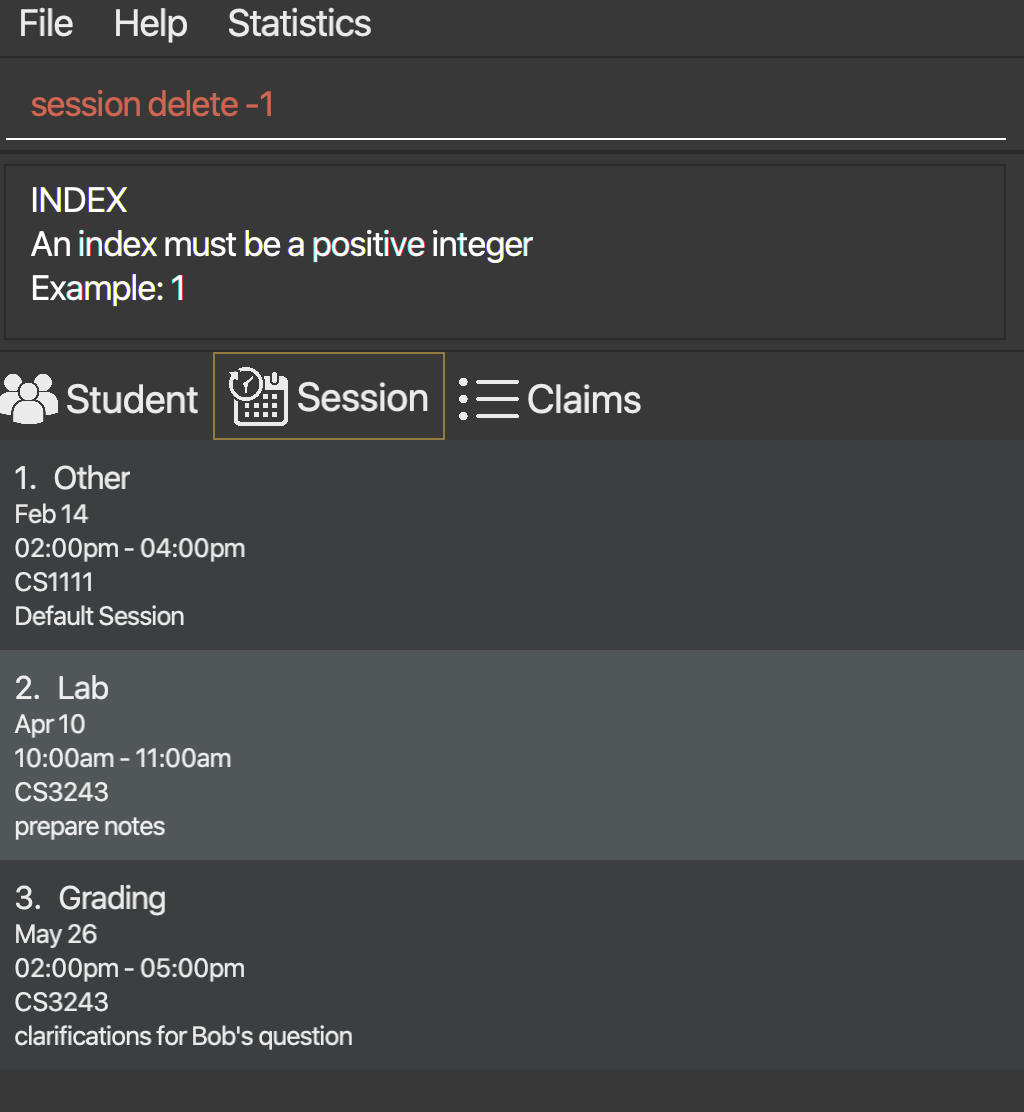 File Help Statistics
session delete -1
INDEX
An index must be a positive integer
Example: 1
Student Session Claims
1. Other
Feb 14
02:00pm - 04:00pm
CS1111
Default Session
2. Lab
Apr 10
10:00am - 11:00am
CS3243
prepare notes
3. Grading
May 26
02:00pm - 05:00pm
CS3243
clarifications for Bob's question